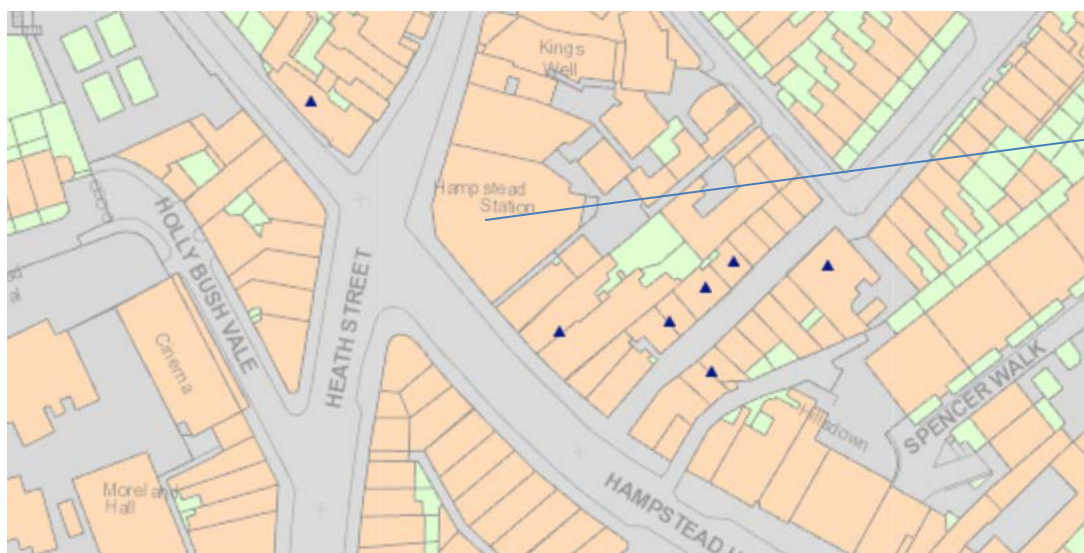 Kings
Well
Hampstead
Station
HOLLY BUSH VALE
HEATH STREET
Cinema
Hillsdown
SPENCER WALK
Moreland
Hall
HAMPSTEAD H